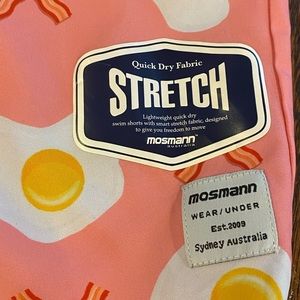 Quick Dry Fabric
STRETCH
Lightweight quick dry
swim shorts with smart stretch fabric, designed
to give you freedom to move
mosmann
australia
mosmann
WEAR/UNDER
Est.2009
Sydney Australia